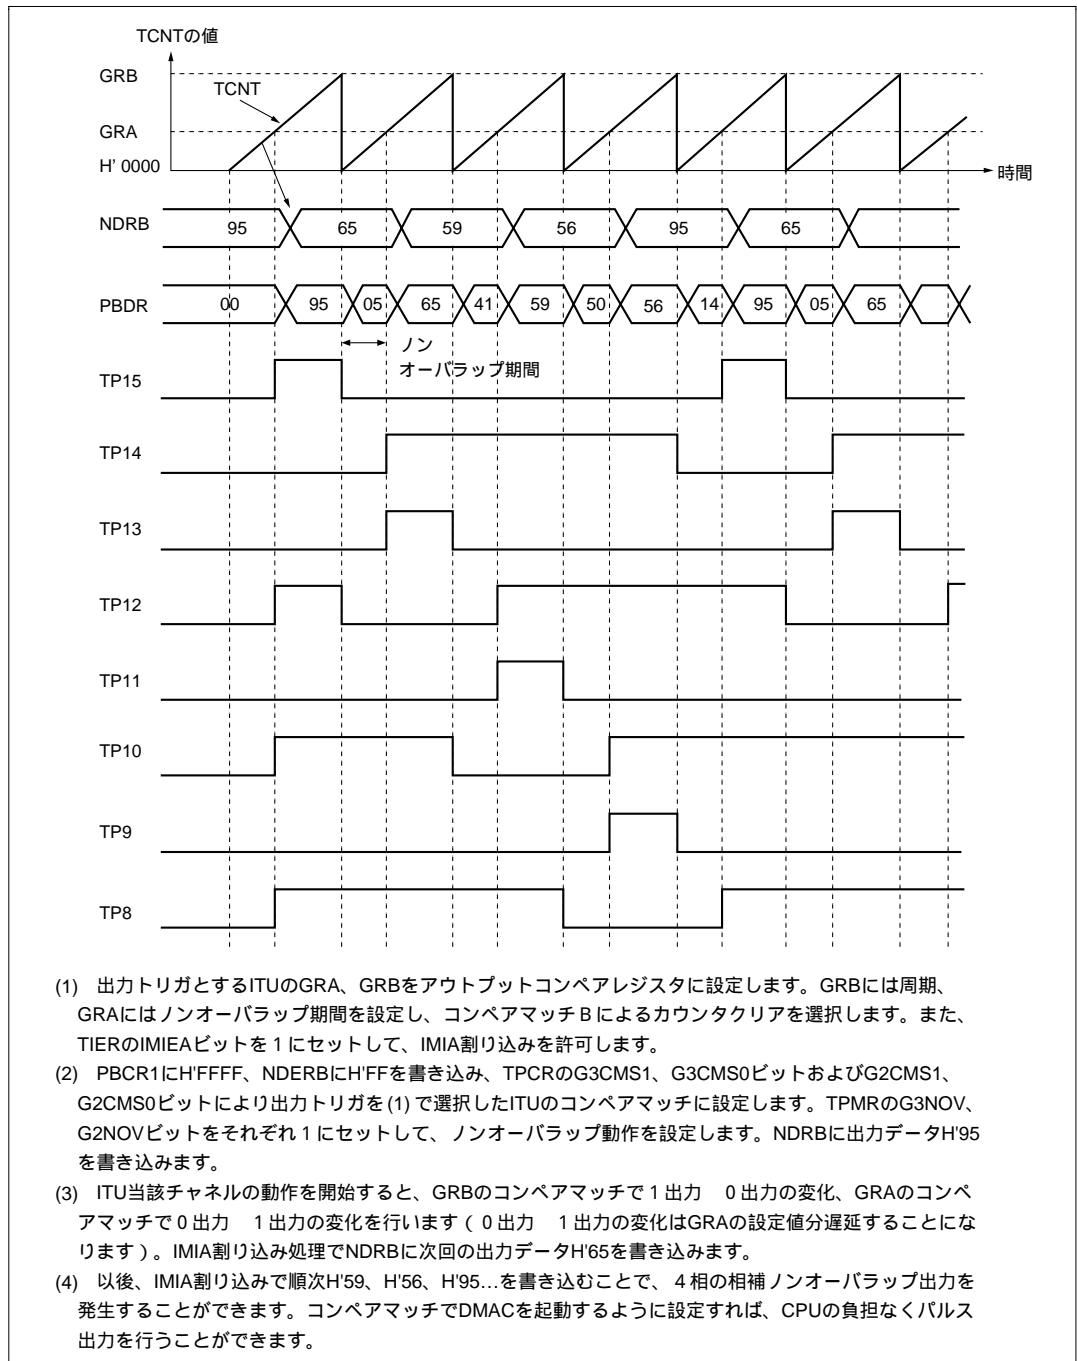 TCNTの値
GRB
TCNT
GRA
H' 0000
時間
NDRB 95 65 59 56 95 65
PBDR 00 95 05 65 41 59 50 56 14 95 05 65
ノン
オーバラップ期間
TP15
TP14
TP13
TP12
TP11
TP10
TP9
TP8
(1) 出力トリガとするITUのGRA、GRBをアウトプットコンペアレジスタに設定します。GRBには周期、
GRAにはノンオーバラップ期間を設定し、コンペアマッチBによるカウンタクリアを選択します。また、
TIERのIMIEAビットを1にセットして、IMIA割り込みを許可します。
(2) PBCR1にH'FFFF、NDERBにH'FFを書き込み、TPCRのG3CMS1、G3CMS0ビットおよびG2CMS1、
G2CMS0ビットにより出力トリガを(1)で選択したITUのコンペアマッチに設定します。TPMRのG3NOV、
G2NOVビットをそれぞれ1にセットして、ノンオーバラップ動作を設定します。NDRBに出力データH'95
を書き込みます。
(3) ITU当該チャネルの動作を開始すると、GRBのコンペアマッチで1出力 0出力の変化、GRAのコンペ
アマッチで0出力 1出力の変化を行います(0出力 1出力の変化はGRAの設定値分遅延することにな
ります)。IMIA割り込み処理でNDRBに次回の出力データH'65を書き込みます。
(4) 以後、IMIA割り込みで順次H'59、H'56、H'95…を書き込むことで、4相の相補ノンオーバラップ出力を
発生することができます。コンペアマッチでDMACを起動するように設定すれば、CPUの負担なくパルス
出力を行うことができます。